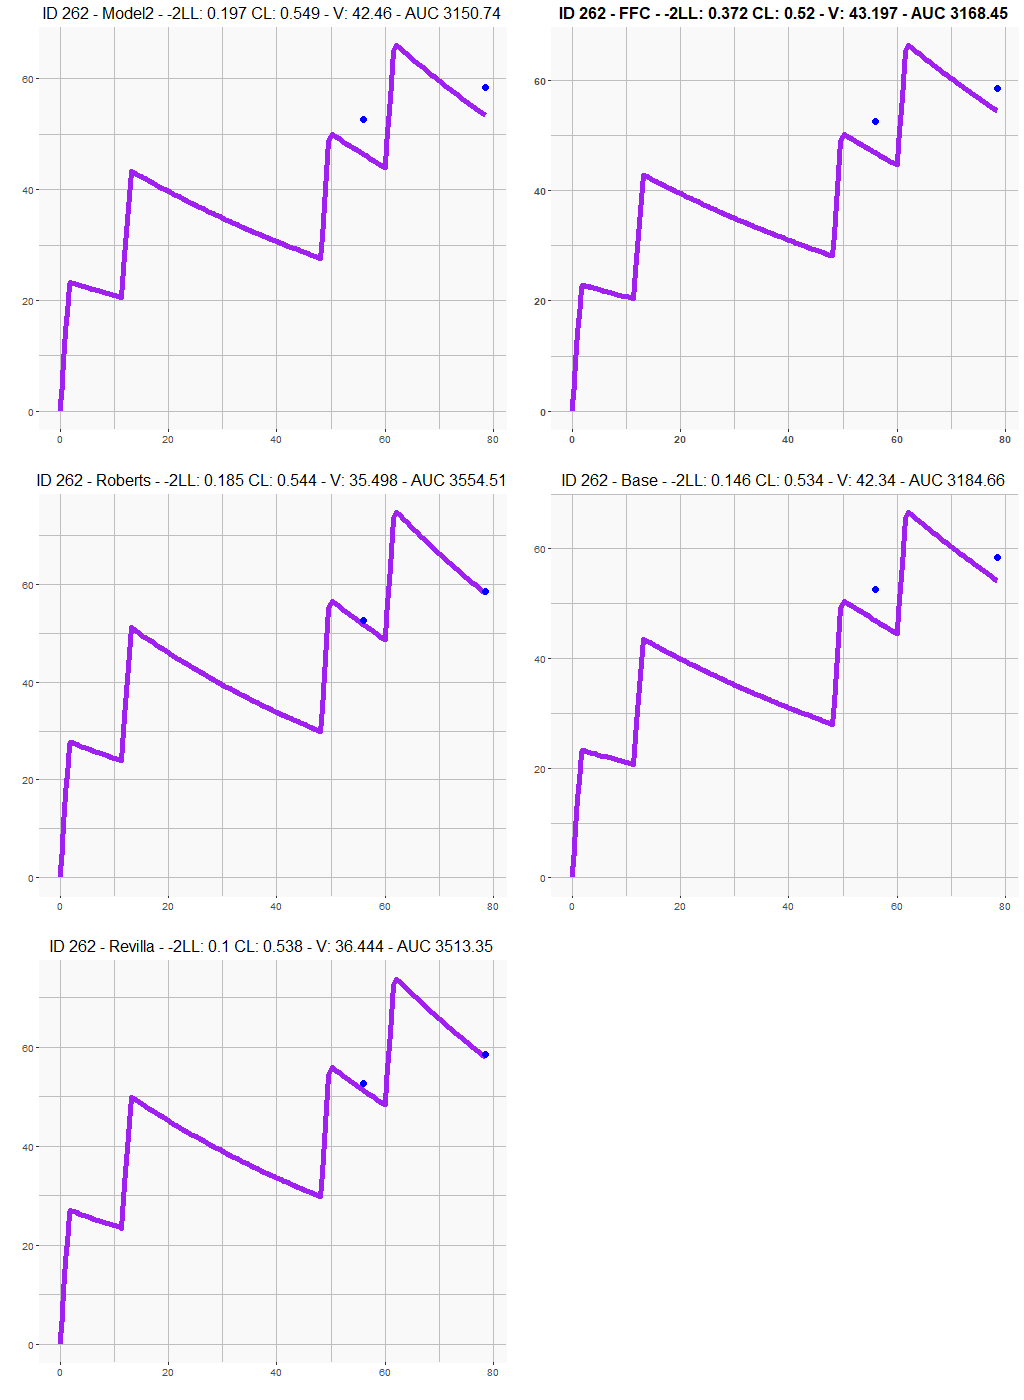 ID 262 - Model2 - -2LL: 0.197 CL: 0.549 - V: 42.46 - AUC 3150.74
60
40
20
0
0 20 40 60 80
ID 262 - FFC - -2LL: 0.372 CL: 0.52 - V: 43.197 - AUC 3168.45
60
40
20
0
0 20 40 60 80
ID 262 - Roberts - -2LL: 0.185 CL: 0.544 - V: 35.498 - AUC 3554.51
60
40
20
0
0 20 40 60 80
ID 262 - Base - -2LL: 0.146 CL: 0.534 - V: 42.34 - AUC 3184.66
60
40
20
0
0 20 40 60 80
ID 262 - Revilla - -2LL: 0.1 CL: 0.538 - V: 36.444 - AUC 3513.35
60
40
20
0
0 20 40 60 80